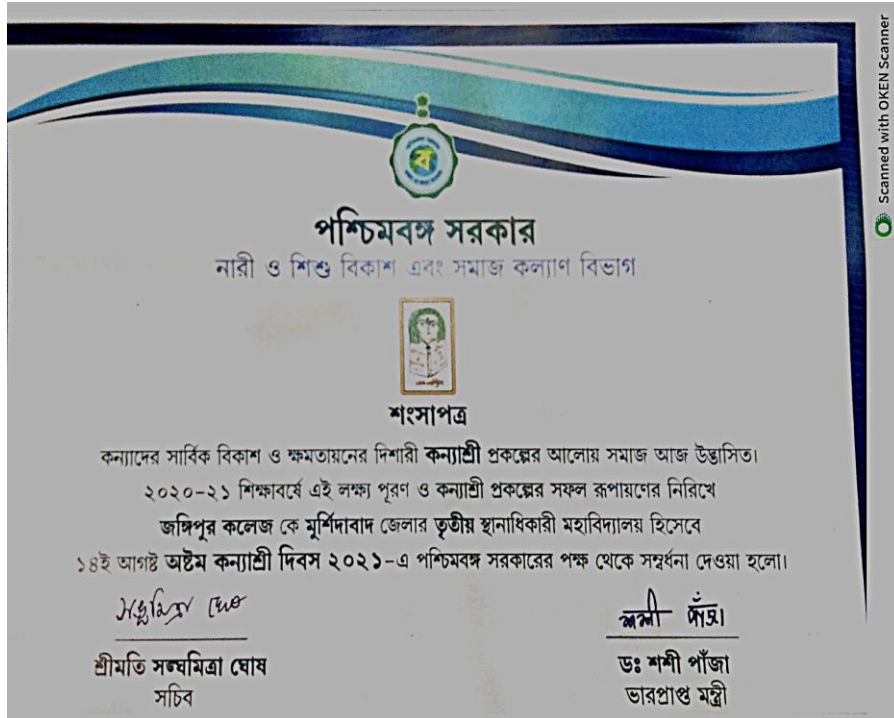 পশ্চিমবঙ্গ সরকার
নারী ও শিশু বিকাশ এবং সমাজ কল্যাণ বিভাগ
শংসাপত্র
কন্যাদের সার্বিক বিকাশ ও ক্ষমতায়নের দিশারী কন্যাশ্রী প্রকল্পের আলোয় সমাজ আজ উদ্ভাসিত।
২০২০-২১ শিক্ষাবর্ষে এই লক্ষ্য পূরণ ও কন্যাশ্রী প্রকল্পের সফল রূপায়ণের নিরিখে
জঙ্গিপুর কলেজ কে মুর্শিদাবাদ জেলার তৃতীয় স্থানাধিকারী মহাবিদ্যালয় হিসেবে
১৪ই আগষ্ট অষ্টম কন্যাশ্রী দিবস ২০২১-এ পশ্চিমবঙ্গ সরকারের পক্ষ থেকে সম্বর্ধনা দেওয়া হলো।
সঙ্ঘমিত্রা ঘোষ
শ্রীমতি সঙ্ঘমিত্রা ঘোষ
সচিব
শশী পাঁজা
ডঃ শশী পাঁজা
ভারপ্রাপ্ত মন্ত্রী
Scanned with OKEN Scanner